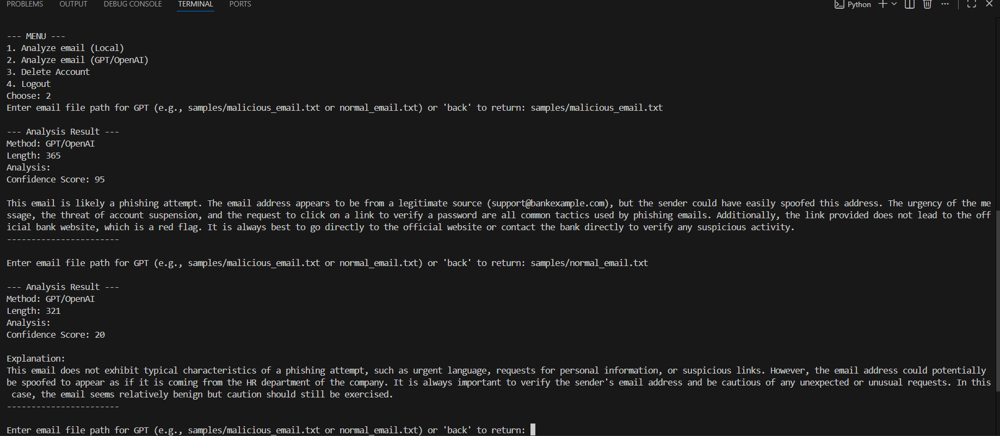 PROBLEMS OUTPUT DEBUG CONSOLE TERMINAL PORTS Python
--- MENU ---
1. Analyze email (Local)
2. Analyze email (GPT/OpenAI)
3. Delete Account
4. Logout
Choose: 2
Enter email file path for GPT (e.g., samples/malicious_email.txt or normal_email.txt) or 'back' to return: samples/malicious_email.txt
--- Analysis Result ---
Method: GPT/OpenAI
Length: 365
Analysis:
Confidence Score: 95
This email is likely a phishing attempt. The email address appears to be from a legitimate source (support@bankexample.com), but the sender could have easily spoofed this address. The urgency of the me
ssage, the threat of account suspension, and the request to click on a link to verify a password are all common tactics used by phishing emails. Additionally, the link provided does not lead to the off
icial bank website, which is a red flag. It is always best to go directly to the official website or contact the bank directly to verify any suspicious activity.
-----------------------
Enter email file path for GPT (e.g., samples/malicious_email.txt or normal_email.txt) or 'back' to return: samples/normal_email.txt
--- Analysis Result ---
Method: GPT/OpenAI
Length: 321
Analysis:
Confidence Score: 20
Explanation:
This email does not exhibit typical characteristics of a phishing attempt, such as urgent language, requests for personal information, or suspicious links. However, the email address could potentially
be spoofed to appear as if it is coming from the HR department of the company. It is always important to verify the sender's email address and be cautious of any unexpected or unusual requests. In this
case, the email seems relatively benign but caution should still be exercised.
-----------------------
Enter email file path for GPT (e.g., samples/malicious_email.txt or normal_email.txt) or 'back' to return: